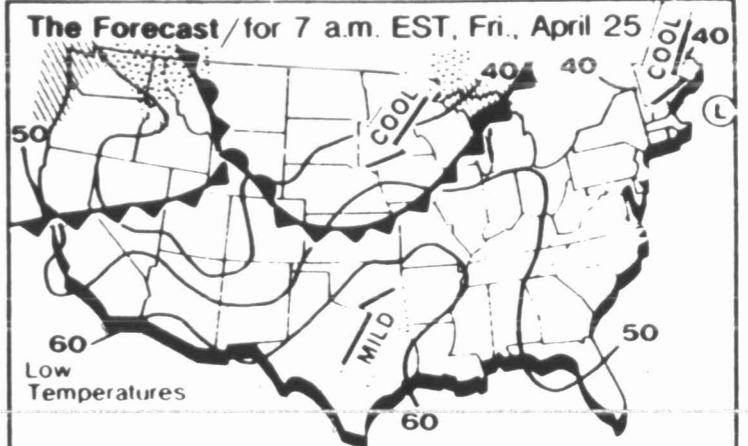 The Forecast / for 7 a.m. EST, Fri., April 25
COOL
40
40
40
COOL
L
50
MILD
60
50
Low
Temperatures
60